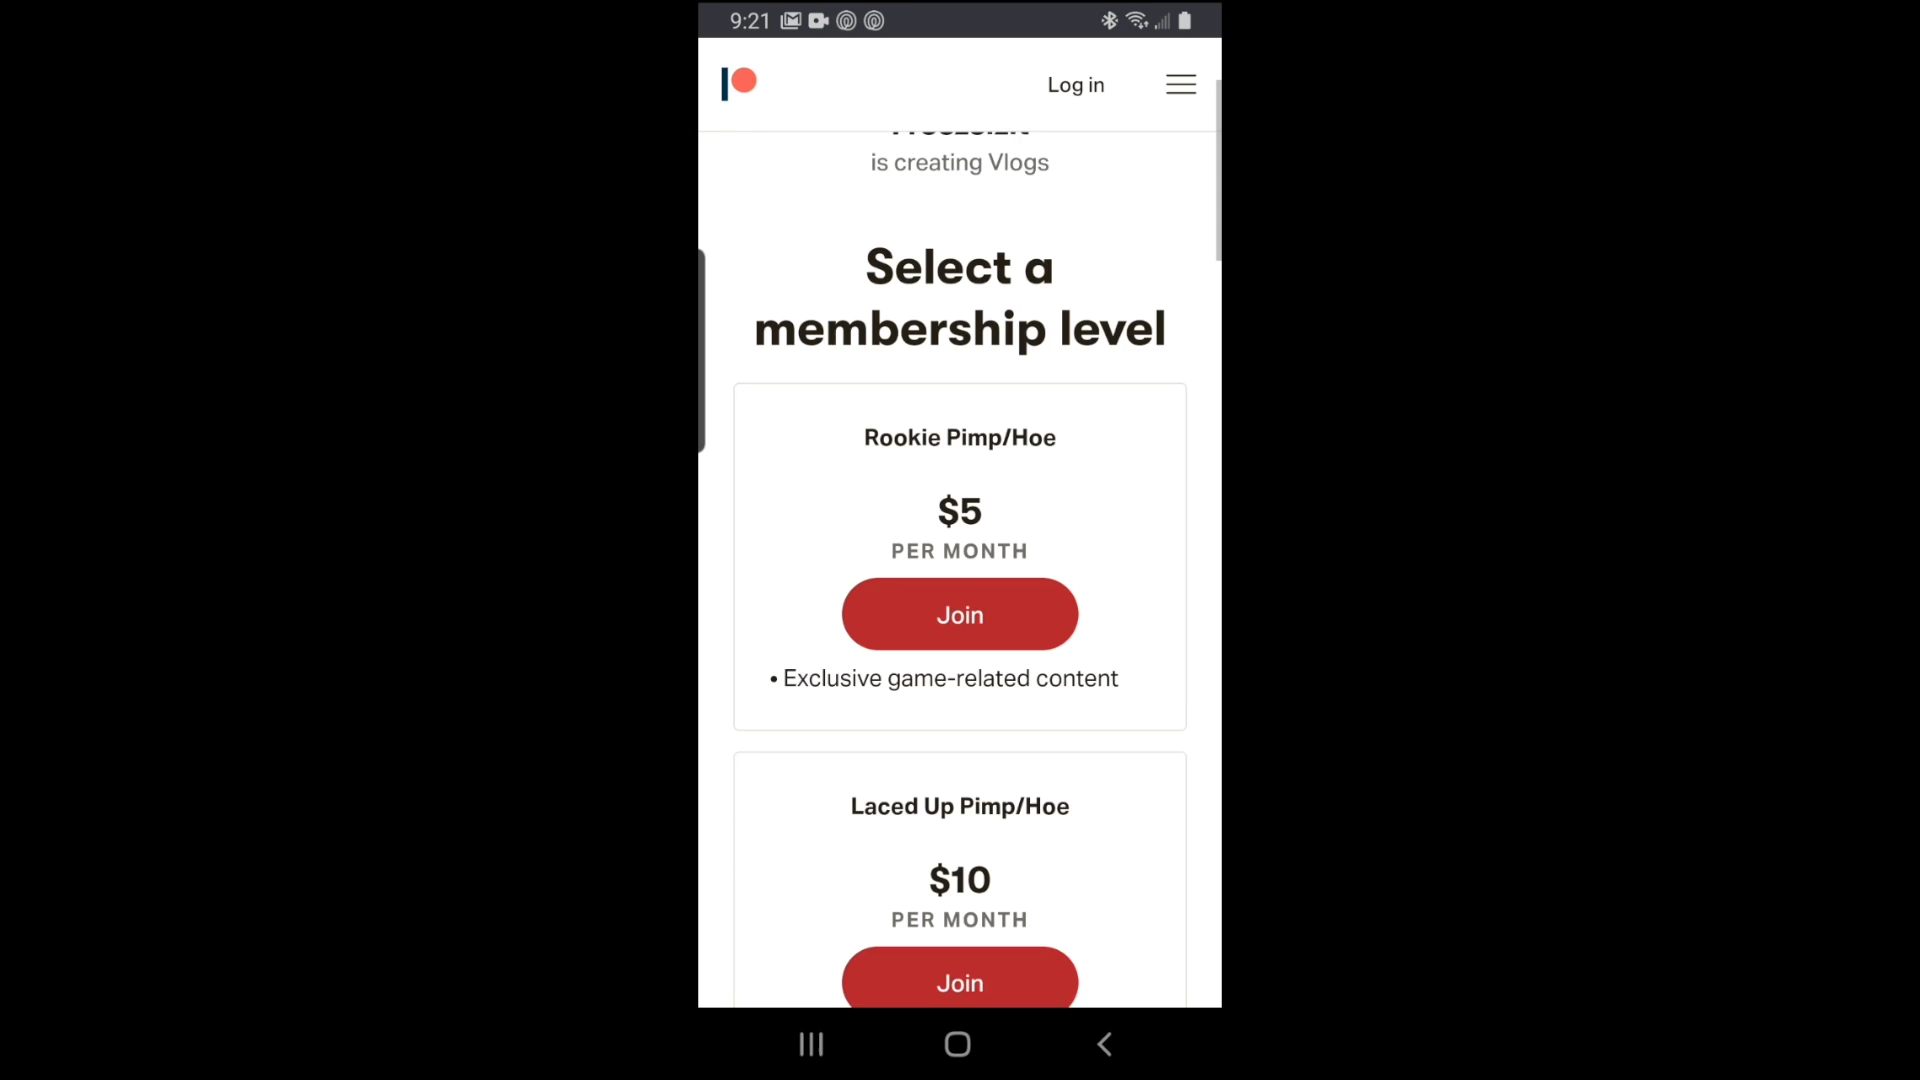 9:21
Log in
is creating Vlogs
Select a
membership level
Rookie Pimp/Hoe
$5
PER MONTH
Join
• Exclusive game-related content
Laced Up Pimp/Hoe
$10
PER MONTH
Join